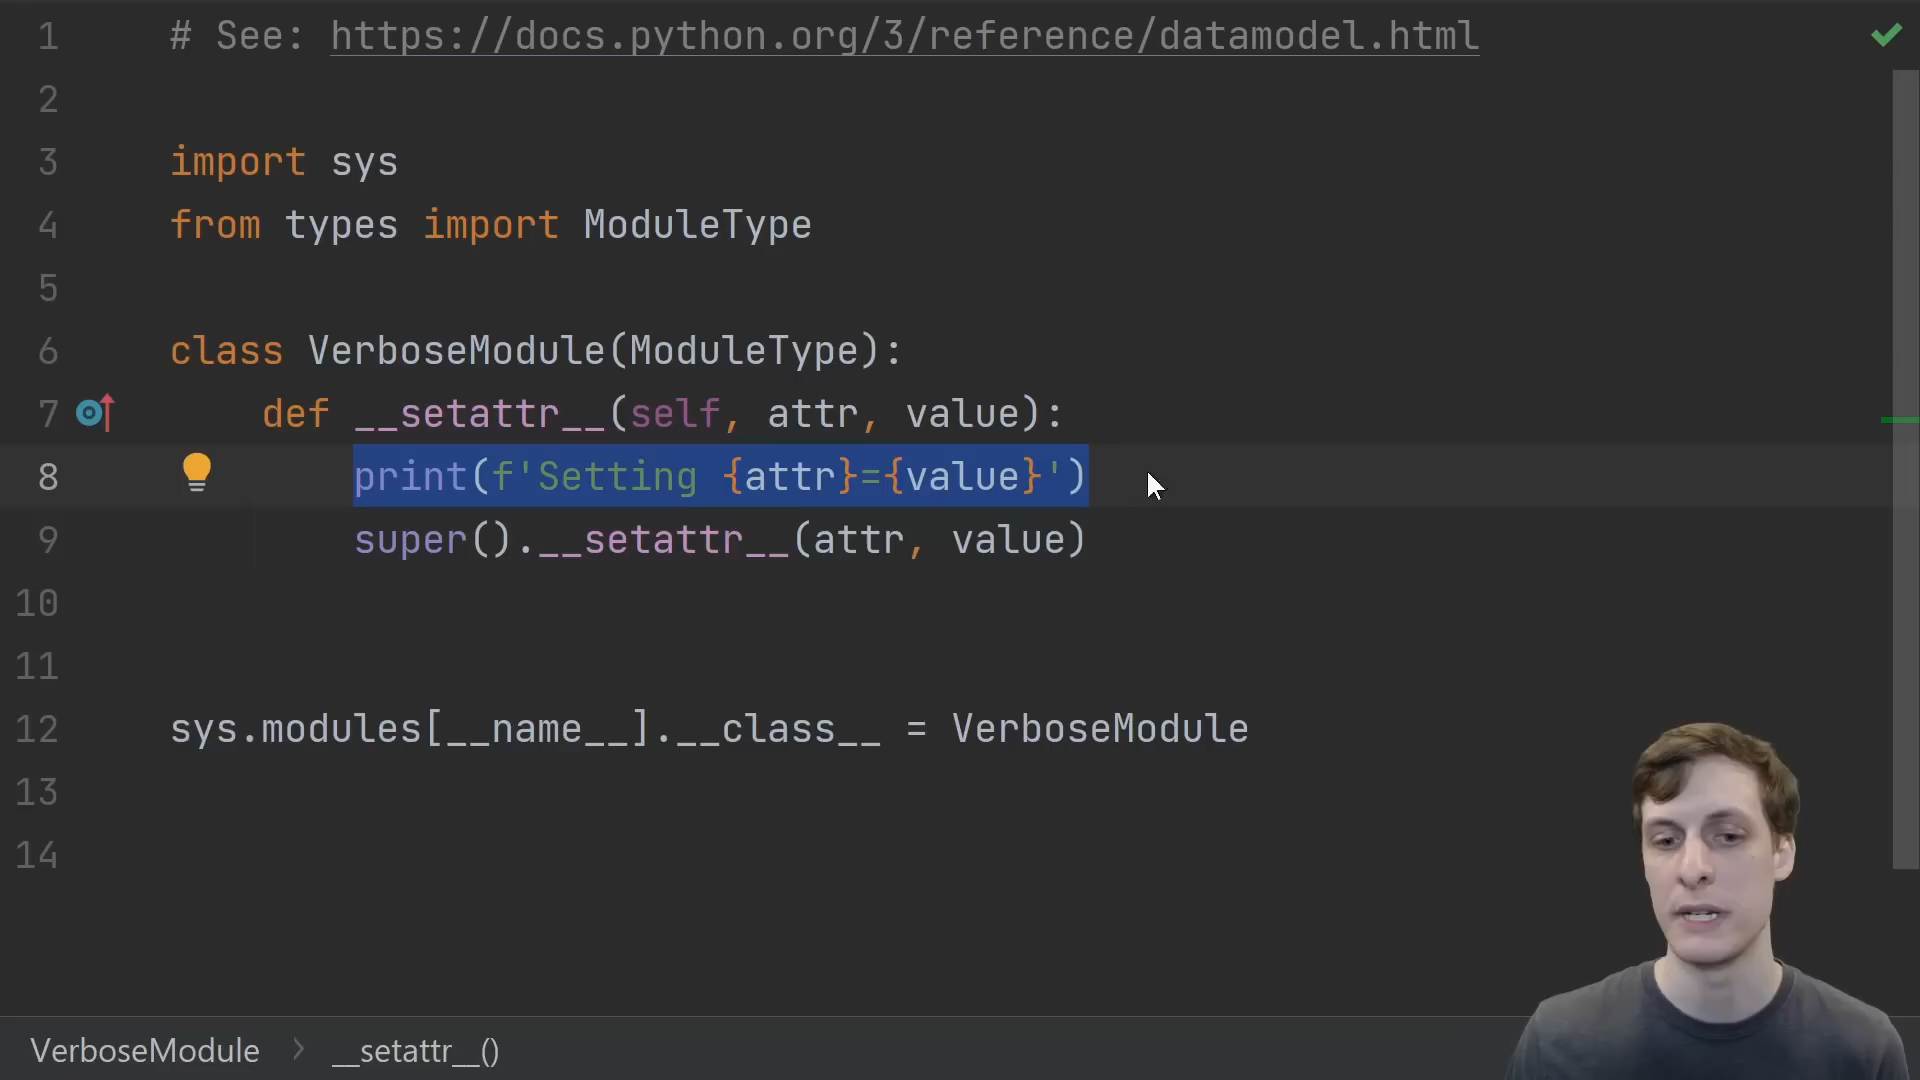 1 # See: https://docs.python.org/3/reference/datamodel.html
2
3 import sys
4 from types import ModuleType
5
6 class VerboseModule(ModuleType):
7 def __setattr__(self, attr, value):
8 print(f'Setting {attr}={value}')
9 super().__setattr__(attr, value)
10
11
12 sys.modules[__name__].__class__ = VerboseModule
13
14
VerboseModule > __setattr__()